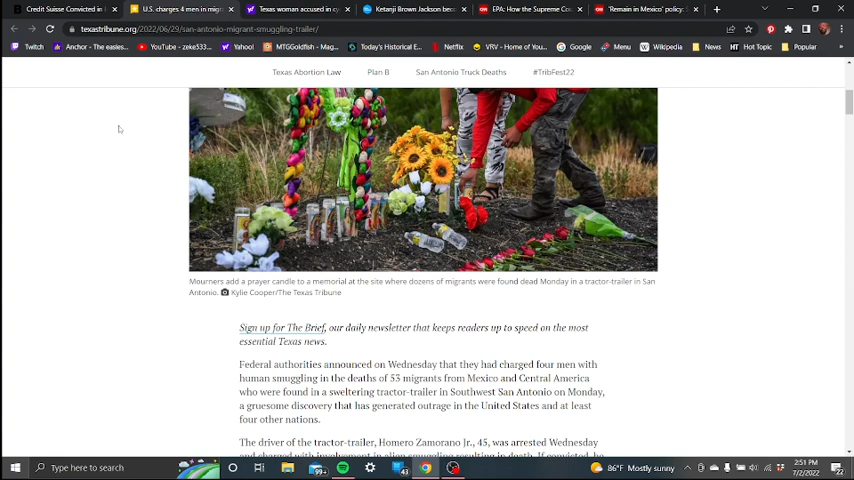 Credit Suisse Convicted in
U.S. charges 4 men in migr
Texas woman accused in cy
Ketanji Brown Jackson beco
EPA: How the Supreme Cou
'Remain in Mexico' policy: S
texastribune.org/2022/06/29/san-antonio-migrant-smuggling-trailer/
Twitch
Anchor - The easies...
YouTube - zeke533...
Yahoo!
MTGGoldfish - Mag...
Today's Historical E...
Netflix
VRV - Home of You...
Google
Menu
Wikipedia
News
Hot Topic
Popular
Texas Abortion Law
Plan B
San Antonio Truck Deaths
#TribFest22
Mourners add a prayer candle to a memorial at the site where dozens of migrants were found dead Monday in a tractor-trailer in San
Antonio. Kylie Cooper/The Texas Tribune
Sign up for The Brief, our daily newsletter that keeps readers up to speed on the most
essential Texas news.
Federal authorities announced on Wednesday that they had charged four men with
human smuggling in the deaths of 53 migrants from Mexico and Central America
who were found in a sweltering tractor-trailer in Southwest San Antonio on Monday,
a gruesome discovery that has generated outrage in the United States and at least
four other nations.
The driver of the tractor-trailer, Homero Zamorano Jr., 45, was arrested Wednesday
and charged with involvement in alien smuggling resulting in death. If convicted, he
Type here to search
99+
43
86°F Mostly sunny
2:51 PM
7/2/2022
22